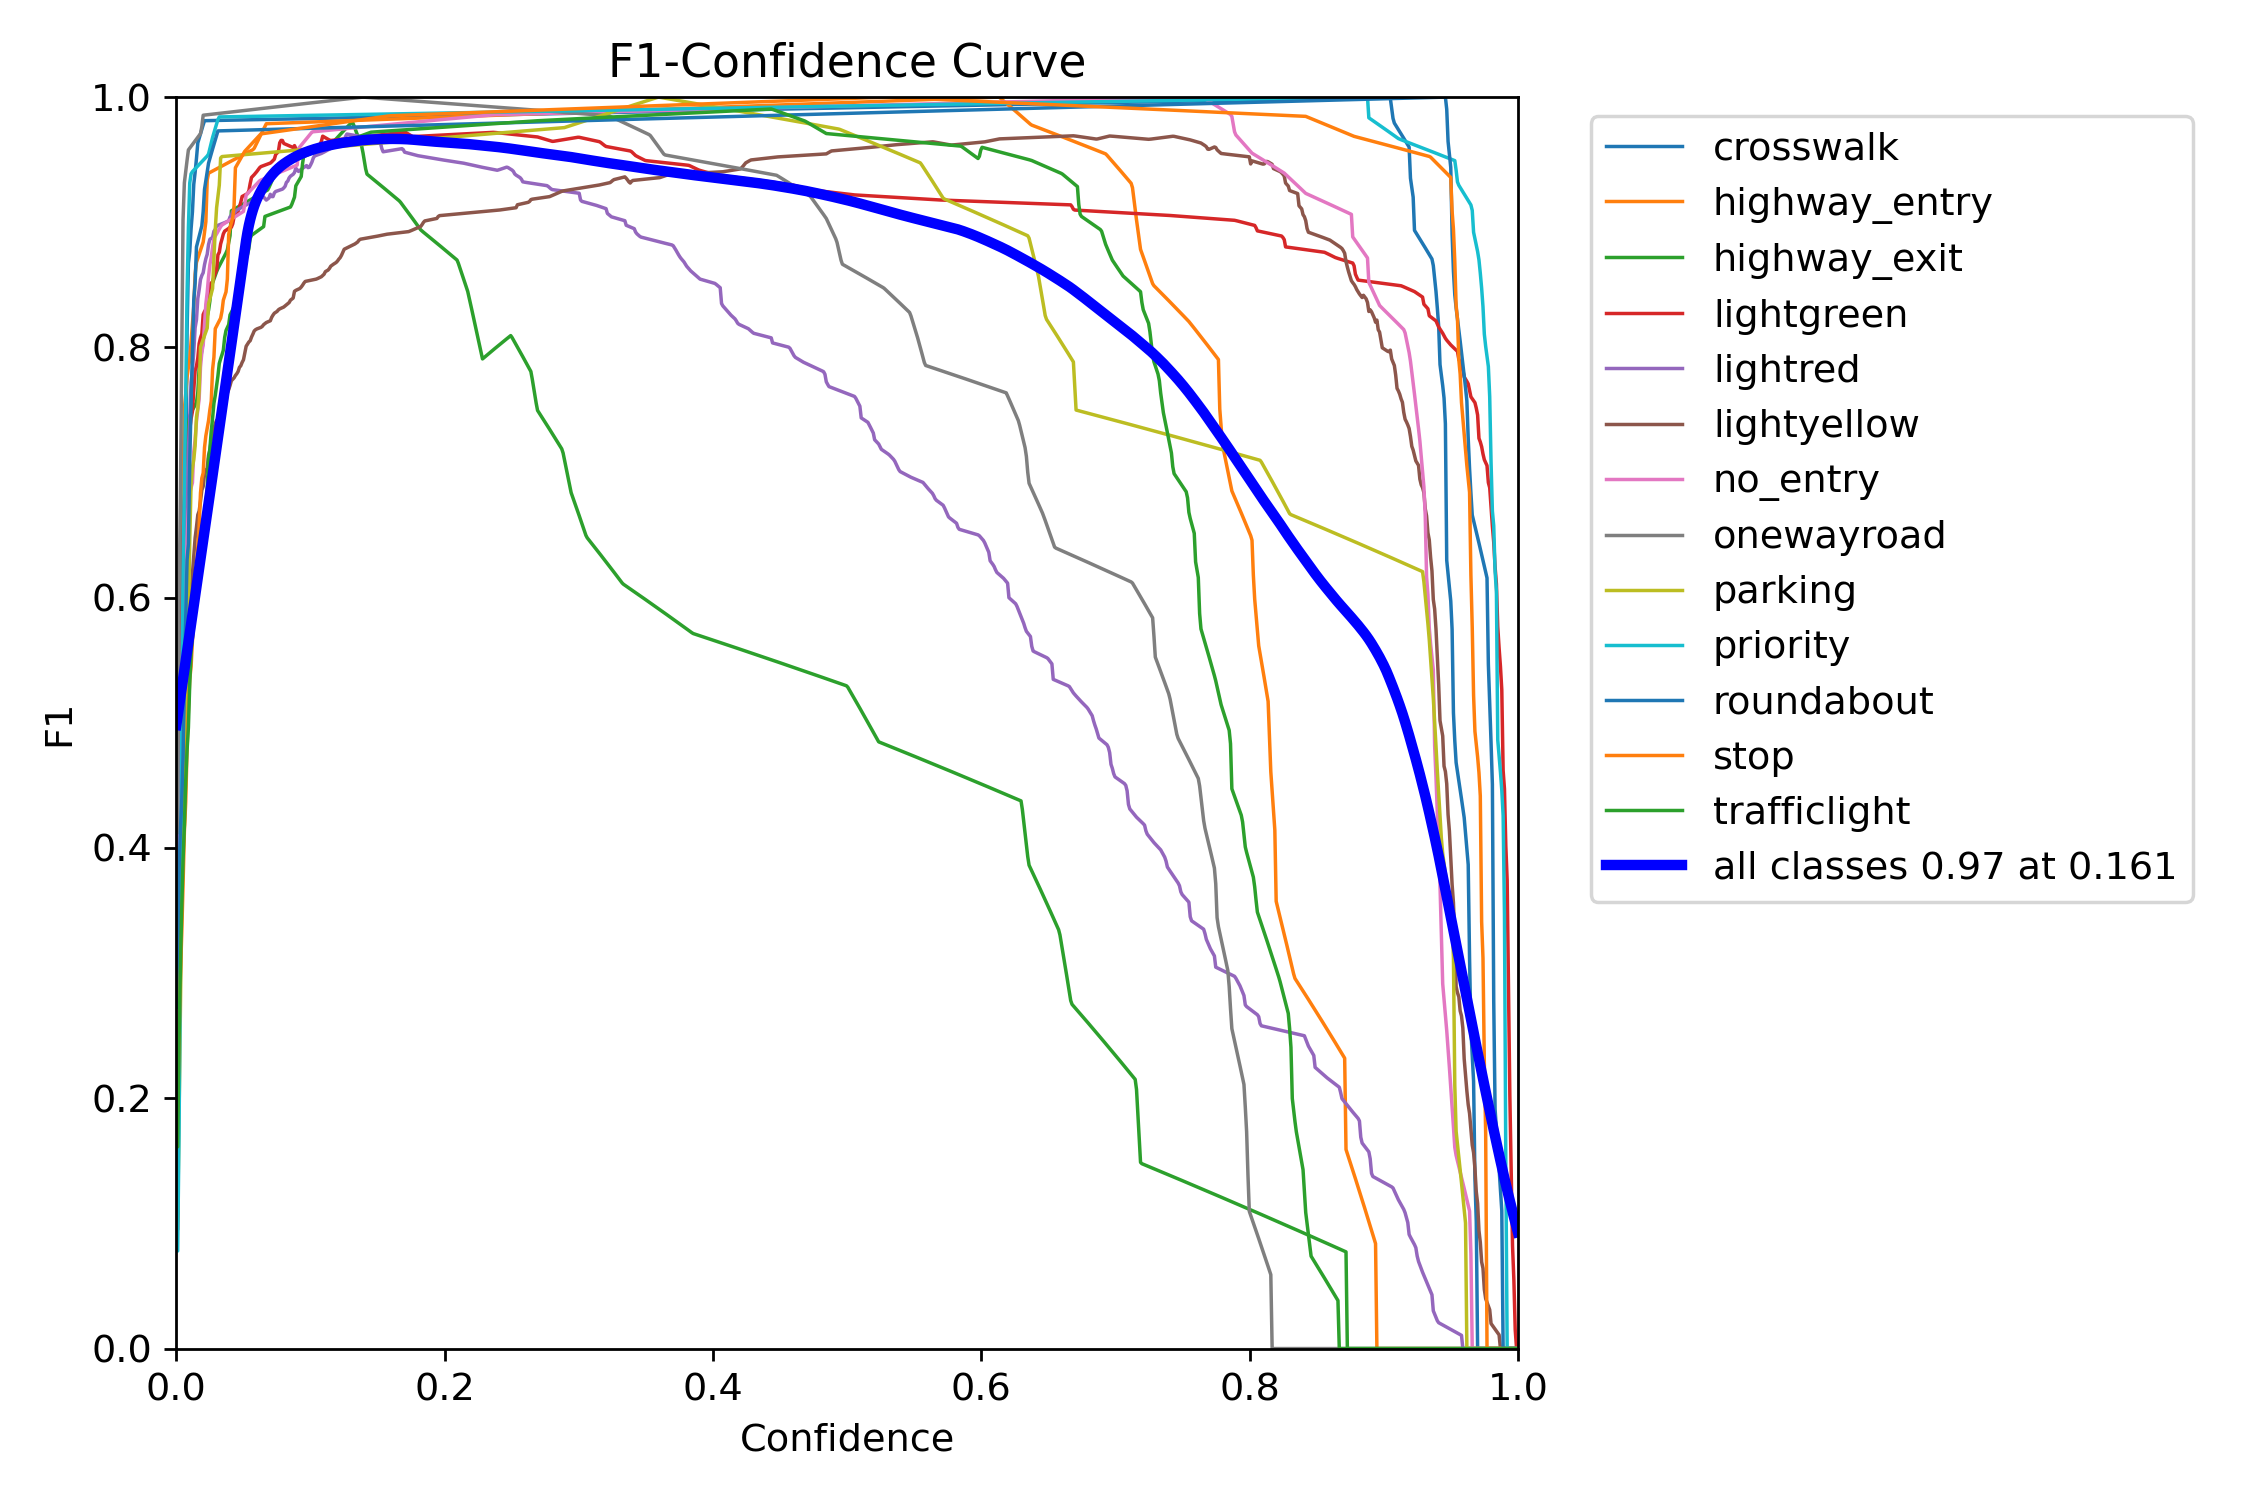 F1-Confidence Curve
1.0
0.8
0.6
0.4
0.2
0.0
F1
0.0 0.2 0.4 0.6 0.8 1.0
Confidence
crosswalk
highway_entry
highway_exit
lightgreen
lightred
lightyellow
no_entry
onewayroad
parking
priority
roundabout
stop
trafficlight
all classes 0.97 at 0.161